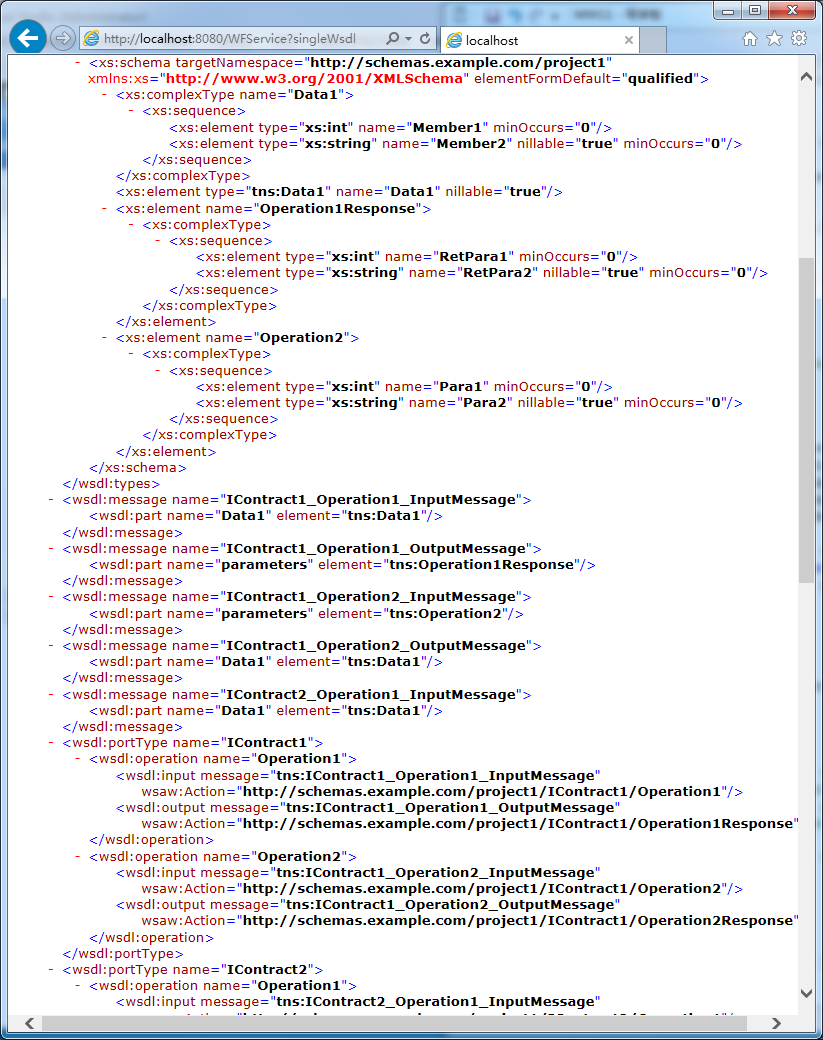 http://localhost:8080/WFService?singleWsdl
localhost
- <xs:schema targetNamespace="http://schemas.example.com/project1"
xmlns:xs="http://www.w3.org/2001/XMLSchema" elementFormDefault="qualified">
- <xs:complexType name="Data1">
- <xs:sequence>
<xs:element type="xs:int" name="Member1" minOccurs="0"/>
<xs:element type="xs:string" name="Member2" nillable="true" minOccurs="0"/>
</xs:sequence>
</xs:complexType>
<xs:element type="tns:Data1" name="Data1" nillable="true"/>
- <xs:element name="Operation1Response">
- <xs:complexType>
- <xs:sequence>
<xs:element type="xs:int" name="RetPara1" minOccurs="0"/>
<xs:element type="xs:string" name="RetPara2" nillable="true" minOccurs="0"/>
</xs:sequence>
</xs:complexType>
</xs:element>
- <xs:element name="Operation2">
- <xs:complexType>
- <xs:sequence>
<xs:element type="xs:int" name="Para1" minOccurs="0"/>
<xs:element type="xs:string" name="Para2" nillable="true" minOccurs="0"/>
</xs:sequence>
</xs:complexType>
</xs:element>
</xs:schema>
</wsdl:types>
- <wsdl:message name="IContract1_Operation1_InputMessage">
<wsdl:part name="Data1" element="tns:Data1"/>
</wsdl:message>
- <wsdl:message name="IContract1_Operation1_OutputMessage">
<wsdl:part name="parameters" element="tns:Operation1Response"/>
</wsdl:message>
- <wsdl:message name="IContract1_Operation2_InputMessage">
<wsdl:part name="parameters" element="tns:Operation2"/>
</wsdl:message>
- <wsdl:message name="IContract1_Operation2_OutputMessage">
<wsdl:part name="Data1" element="tns:Data1"/>
</wsdl:message>
- <wsdl:message name="IContract2_Operation1_InputMessage">
<wsdl:part name="Data1" element="tns:Data1"/>
</wsdl:message>
- <wsdl:portType name="IContract1">
- <wsdl:operation name="Operation1">
<wsdl:input message="tns:IContract1_Operation1_InputMessage"
wsaw:Action="http://schemas.example.com/project1/IContract1/Operation1"/>
<wsdl:output message="tns:IContract1_Operation1_OutputMessage"
wsaw:Action="http://schemas.example.com/project1/IContract1/Operation1Response"
</wsdl:operation>
- <wsdl:operation name="Operation2">
<wsdl:input message="tns:IContract1_Operation2_InputMessage"
wsaw:Action="http://schemas.example.com/project1/IContract1/Operation2"/>
<wsdl:output message="tns:IContract1_Operation2_OutputMessage"
wsaw:Action="http://schemas.example.com/project1/IContract1/Operation2Response"
</wsdl:operation>
</wsdl:portType>
- <wsdl:portType name="IContract2">
- <wsdl:operation name="Operation1">
<wsdl:input message="tns:IContract2_Operation1_InputMessage"